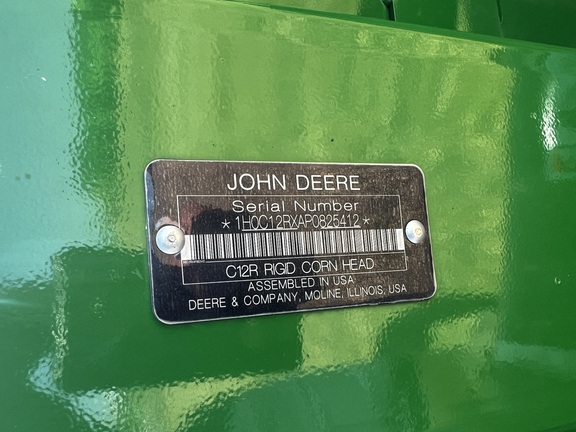 JOHN DEERE
Serial Number
*1H0C12RXAP0825412*
C12R RIGID CORN HEAD
ASSEMBLED IN USA
DEERE & COMPANY, MOLINE, ILLINOIS, USA